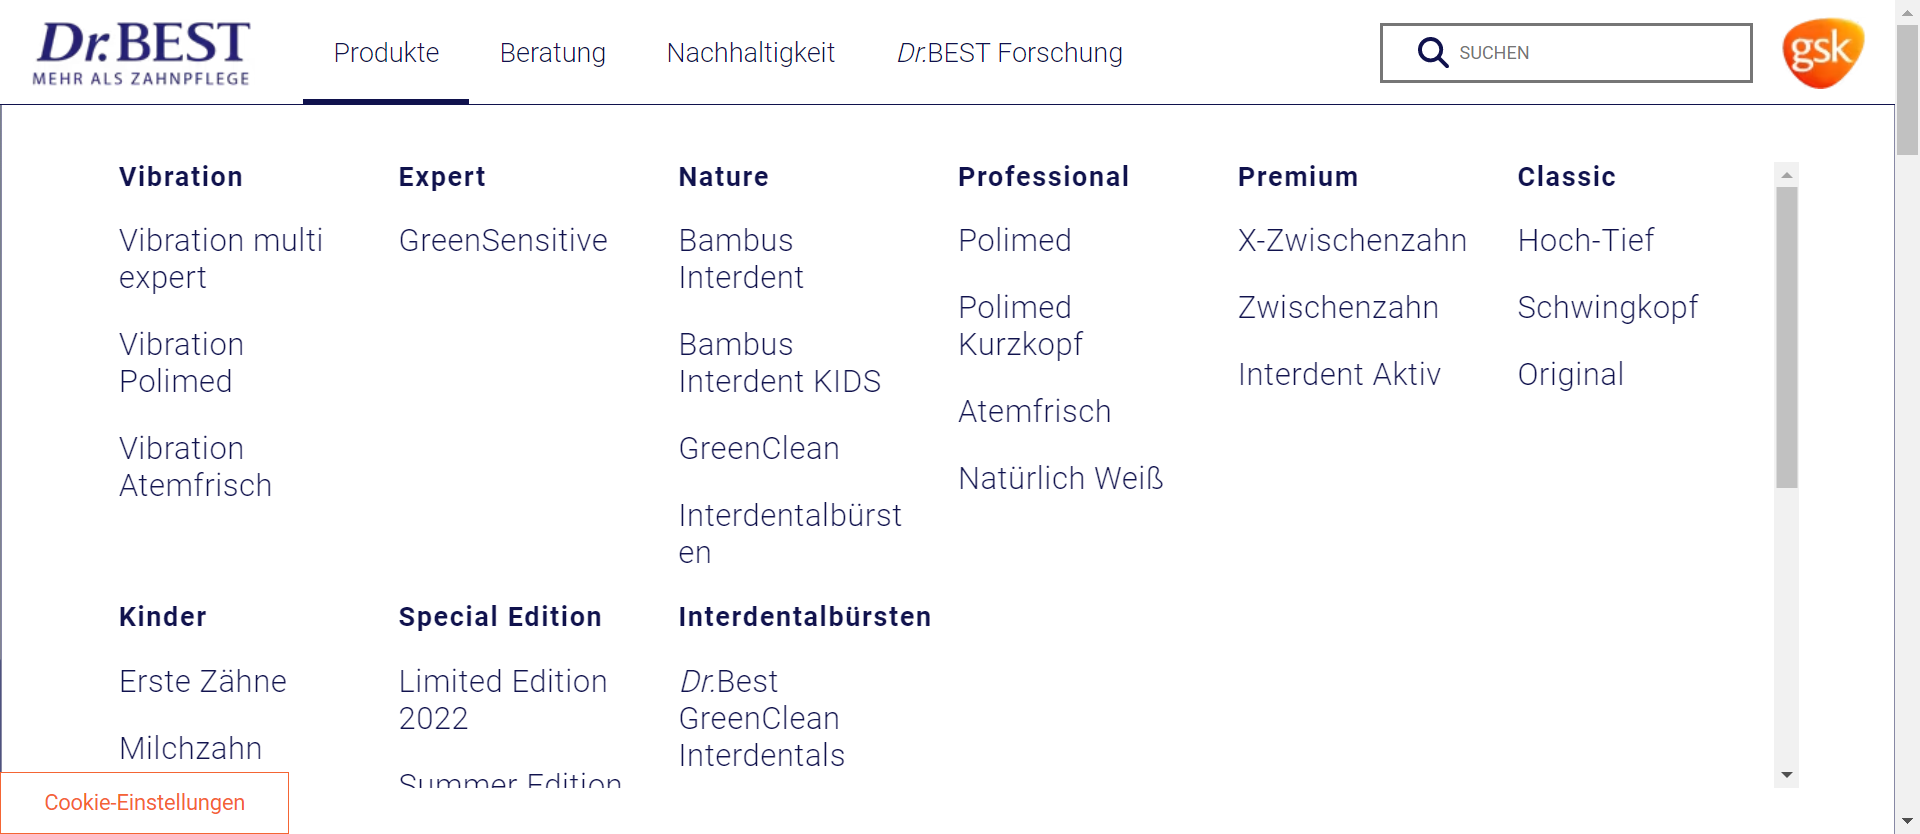 Dr.BEST
MEHR ALS ZAHNPFLEGE
Produkte
Beratung
Nachhaltigkeit
Dr.BEST Forschung
SUCHEN
gsk
Vibration
Vibration multi
expert
Vibration
Polimed
Vibration
Atemfrisch
Expert
GreenSensitive
Nature
Bambus
Interdent
Bambus
Interdent KIDS
GreenClean
Interdentalbürst
en
Professional
Polimed
Polimed
Kurzkopf
Atemfrisch
Natürlich Weiß
Premium
X-Zwischenzahn
Zwischenzahn
Interdent Aktiv
Classic
Hoch-Tief
Schwingkopf
Original
Kinder
Erste Zähne
Milchzahn
Special Edition
Limited Edition
2022
Summer Edition
Interdentalbürsten
Dr.Best
GreenClean
Interdentals
Cookie-Einstellungen